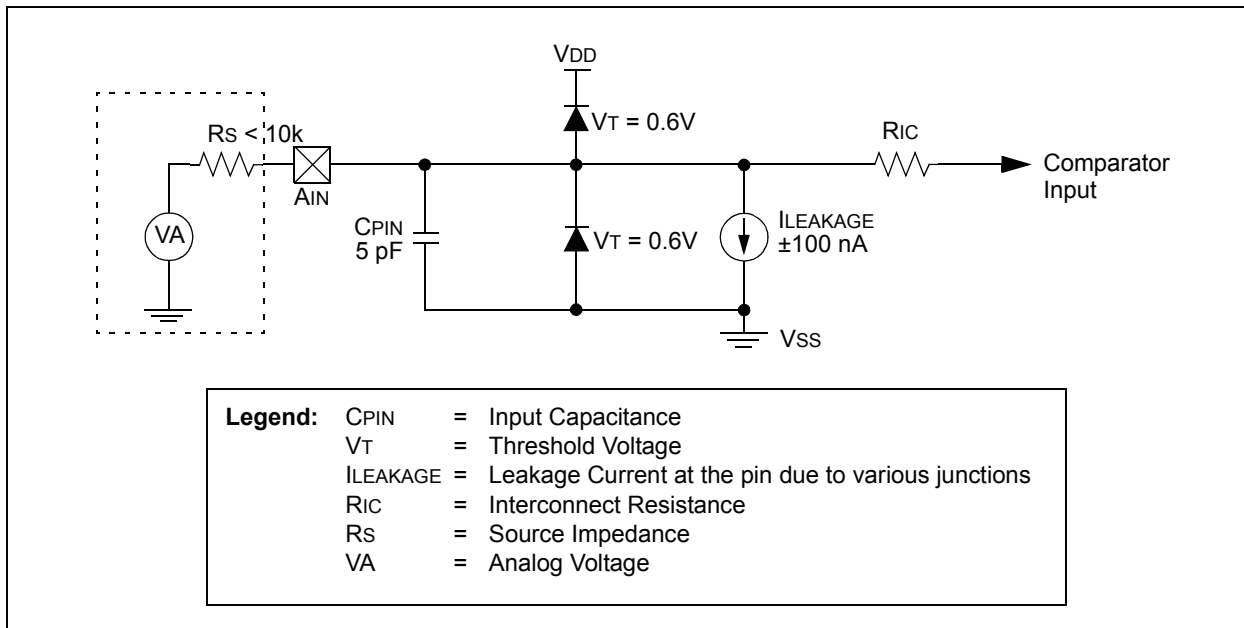 VDD
VT = 0.6V
RS < 10k
RIC
AIN
Comparator
Input
VA
CPIN
5 pF
VT = 0.6V
ILEAKAGE
±100 nA
VSS
Legend: CPIN = Input Capacitance
VT = Threshold Voltage
ILEAKAGE = Leakage Current at the pin due to various junctions
RIC = Interconnect Resistance
RS = Source Impedance
VA = Analog Voltage